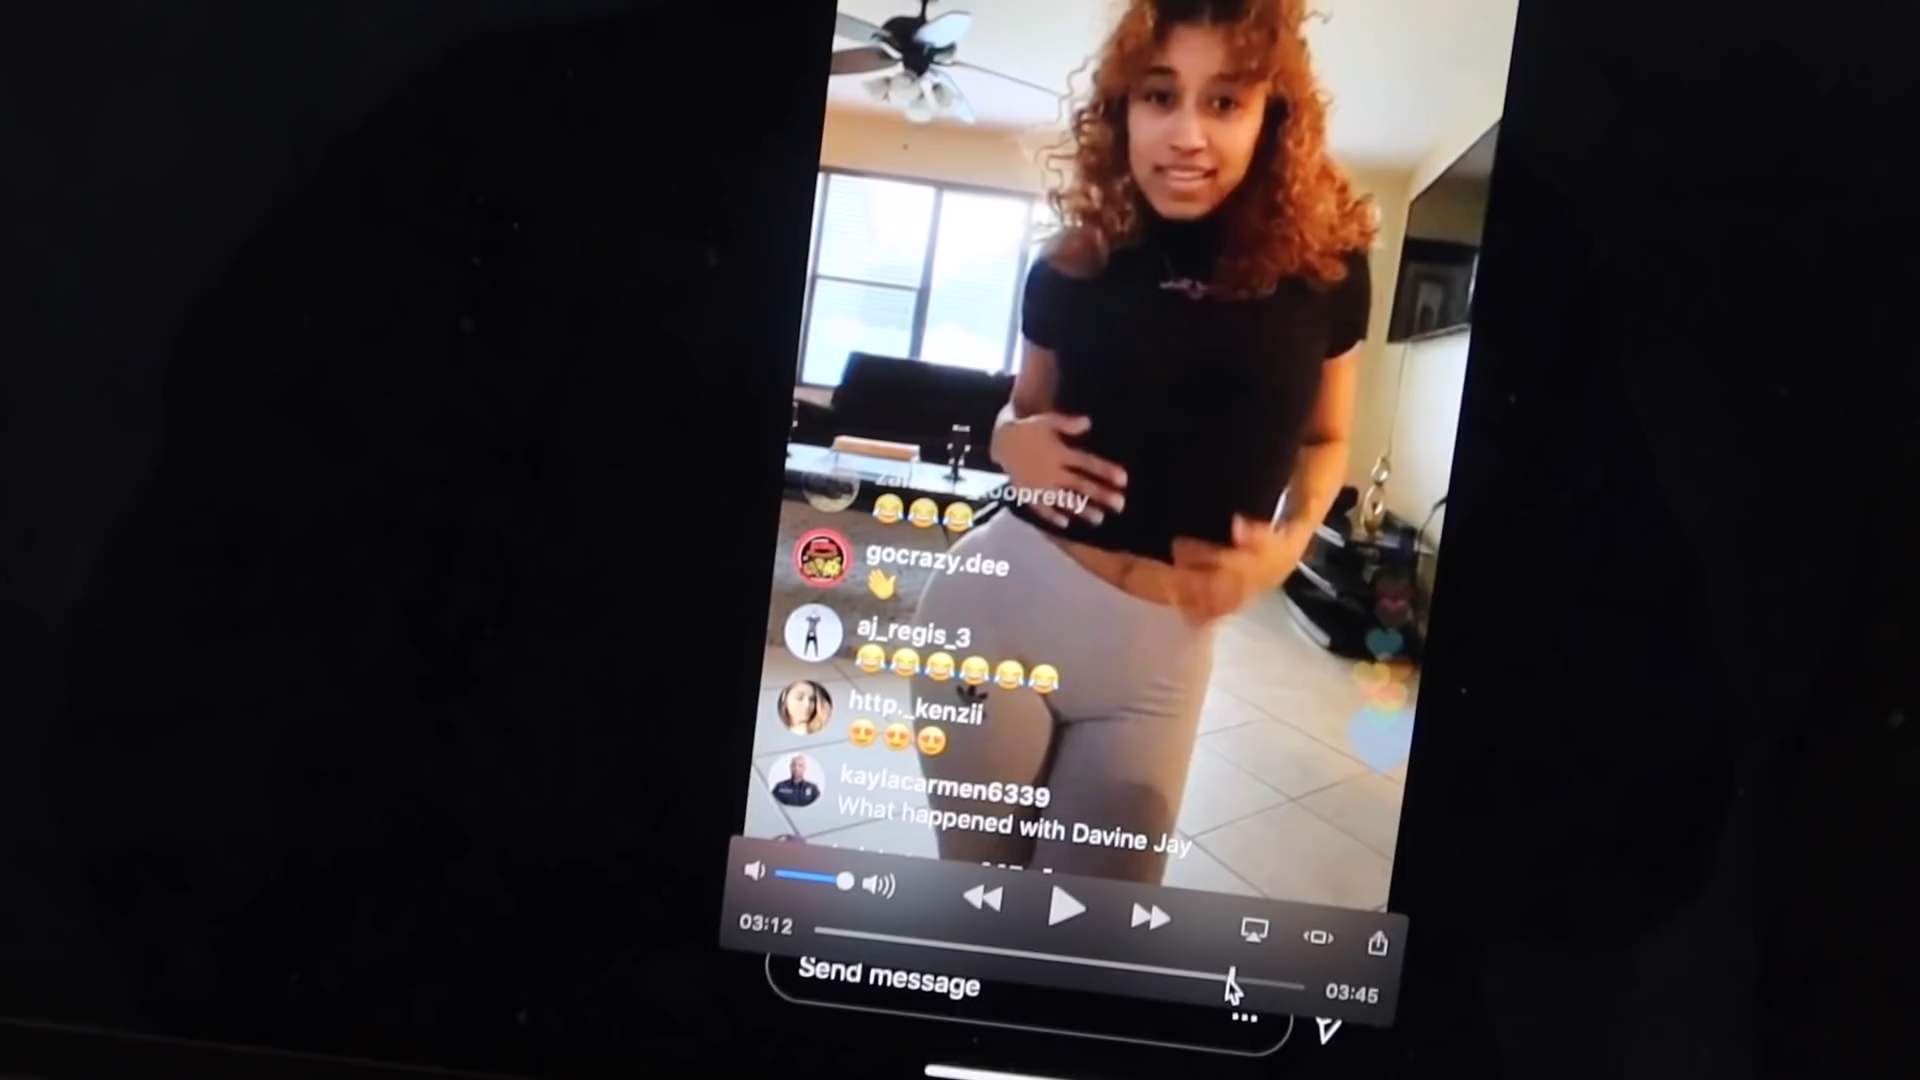 gocrazy.dee
👋
aj_regis_3
😂😂😂😂😂😂
http._kenzii
😍😍😍
kaylacarmen6339
What happened with Davine Jay
03:12
03:45
Send message